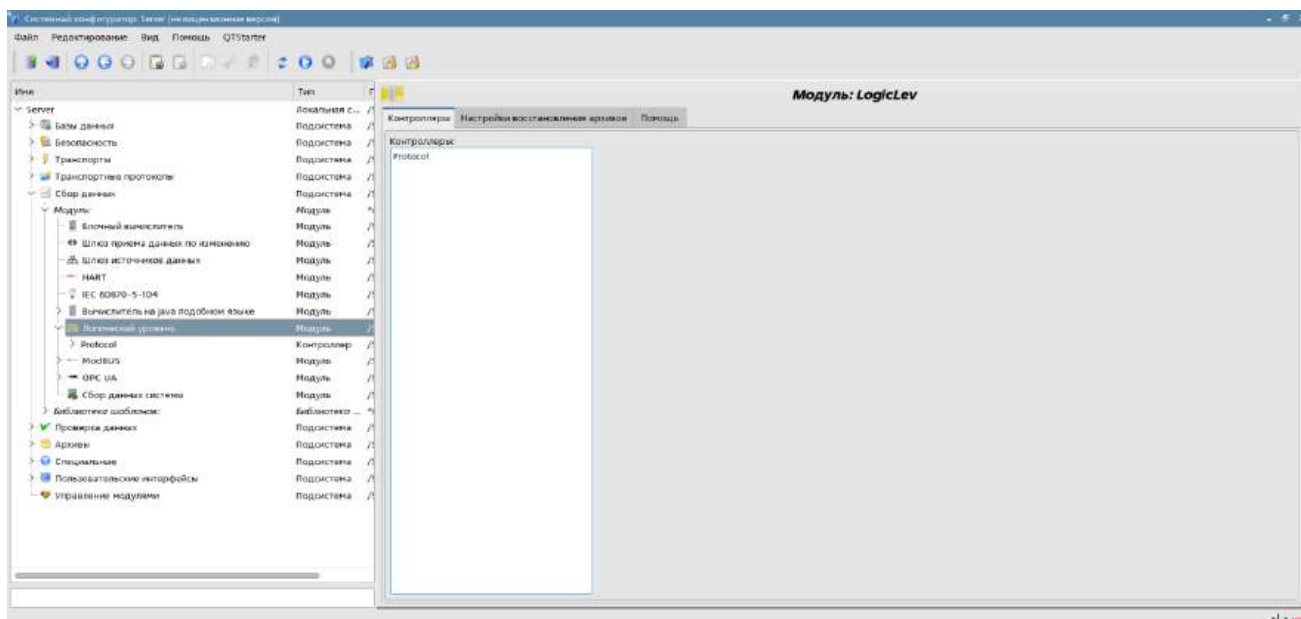 Системный конфигуратор Server (не лицензионная версия)
Файл Редактирование Вид Помощь QTStarter
Имя Тип
Server Локальная с...
Базы данных Подсистема
Безопасность Подсистема
Транспорты Подсистема
Транспортные протоколы Подсистема
Сбор данных Подсистема
Модуль: Модуль
Блочный вычислитель Модуль
Шлюз приема данных по изменению Модуль
Шлюз источников данных Модуль
HART Модуль
IEC 60870-5-104 Модуль
Вычислитель на java подобном языке Модуль
Логический уровень Модуль
Protocol Контроллер
ModBUS Модуль
OPC UA Модуль
Сбор данных системы Модуль
Библиотека шаблонов: Библиотека ...
Проверка данных Подсистема
Архивы Подсистема
Специальные Подсистема
Пользовательские интерфейсы Подсистема
Управление модулями Подсистема
Модуль: LogicLev
Контроллеры Настройки восстановления архивов Помощь
Контроллеры:
Protocol